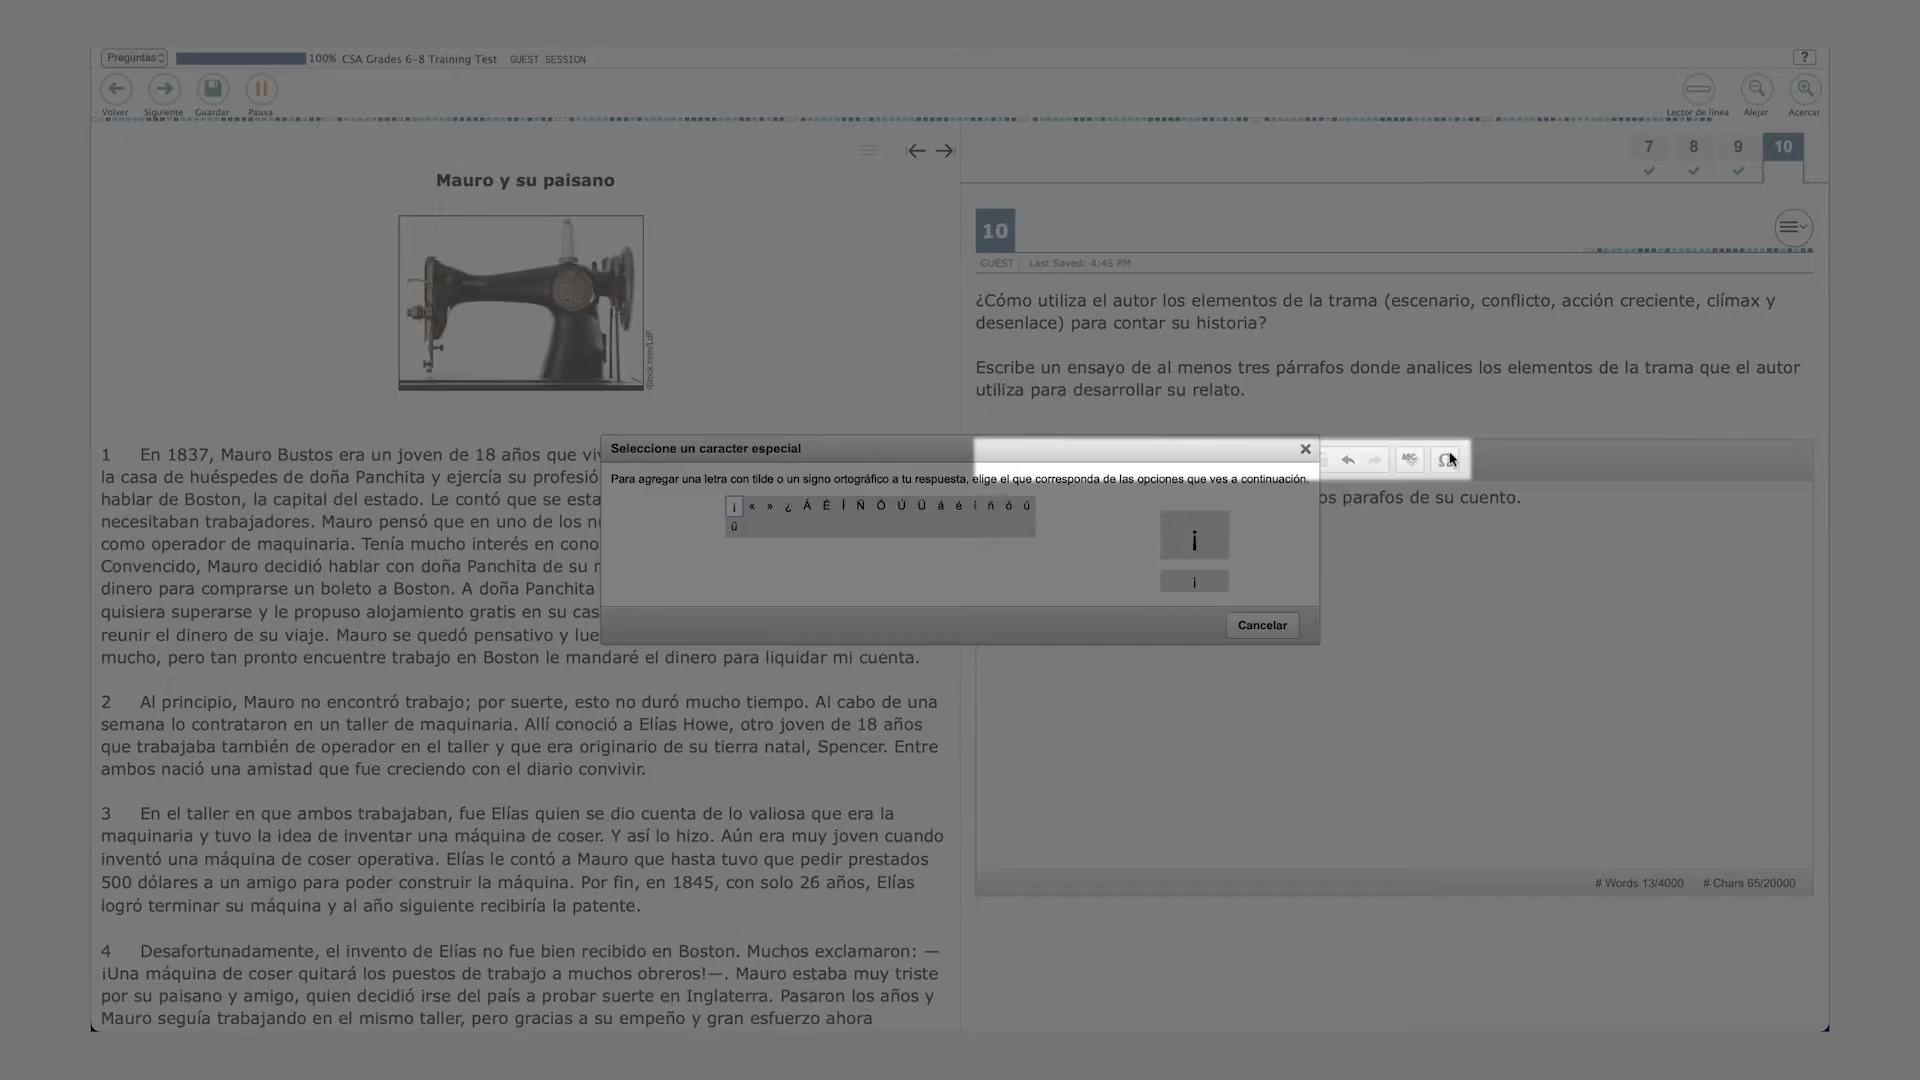 Preguntas
100% CSA Grades 6-8 Training Test GUEST SESSION
?
Volver Siguiente Guardar Pausa
Lector de línea Alejar Acercar
7 8 9 10
Mauro y su paisano
iStock.com/LdF
1 En 1837, Mauro Bustos era un joven de 18 años que
la casa de huéspedes de doña Panchita y ejercía su
hablar de Boston, la capital del estado. Le contó que se
necesitaban trabajadores. Mauro pensó que en uno de los
como operador de maquinaria. Tenía mucho interés en
Convencido, Mauro decidió hablar con doña Panchita de su
dinero para comprarse un boleto a Boston. A doña Panchita
quisiera superarse y le propuso alojamiento gratis en su
reunir el dinero de su viaje. Mauro se quedó pensativo y
mucho, pero tan pronto encuentre trabajo en Boston le mandaré el dinero para liquidar mi cuenta.
2 Al principio, Mauro no encontró trabajo; por suerte, esto no duró mucho tiempo. Al cabo de una
semana lo contrataron en un taller de maquinaria. Allí conoció a Elías Howe, otro joven de 18 años
que trabajaba también de operador en el taller y que era originario de su tierra natal, Spencer. Entre
ambos nació una amistad que fue creciendo con el diario convivir.
3 En el taller en que ambos trabajaban, fue Elías quien se dio cuenta de lo valiosa que era la
maquinaria y tuvo la idea de inventar una máquina de coser. Y así lo hizo. Aún era muy joven cuando
inventó una máquina de coser operativa. Elías le contó a Mauro que hasta tuvo que pedir prestados
500 dólares a un amigo para poder construir la máquina. Por fin, en 1845, con solo 26 años, Elías
logró terminar su máquina y al año siguiente recibiría la patente.
4 Desafortunadamente, el invento de Elías no fue bien recibido en Boston. Muchos exclamaron: —
¡Una máquina de coser quitará los puestos de trabajo a muchos obreros!—. Mauro estaba muy triste
por su paisano y amigo, quien decidió irse del país a probar suerte en Inglaterra. Pasaron los años y
Mauro seguía trabajando en el mismo taller, pero gracias a su empeño y gran esfuerzo ahora
10
GUEST Last Saved: 4:45 PM
¿Cómo utiliza el autor los elementos de la trama (escenario, conflicto, acción creciente, clímax y
desenlace) para contar su historia?
Escribe un ensayo de al menos tres párrafos donde analices los elementos de la trama que el autor
utiliza para desarrollar su relato.
ABC Ω
parafos de su cuento.
Seleccione un caracter especial
Para agregar una letra con tilde o un signo ortográfico a tu respuesta, elige el que corresponda de las opciones que ves a continuación.
¡ « » ¿ Á É Í Ñ Ó Ú Ü á é í ñ ó ú
ü
¡
¡
Cancelar
# Words 13/4000 # Chars 65/20000